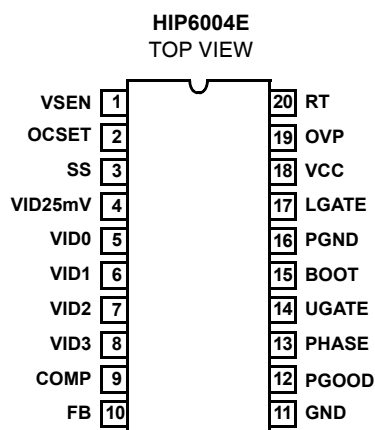 HIP6004E
TOP VIEW
VSEN 1 20 RT
OCSET 2 19 OVP
SS 3 18 VCC
VID25mV 4 17 LGATE
VID0 5 16 PGND
VID1 6 15 BOOT
VID2 7 14 UGATE
VID3 8 13 PHASE
COMP 9 12 PGOOD
FB 10 11 GND